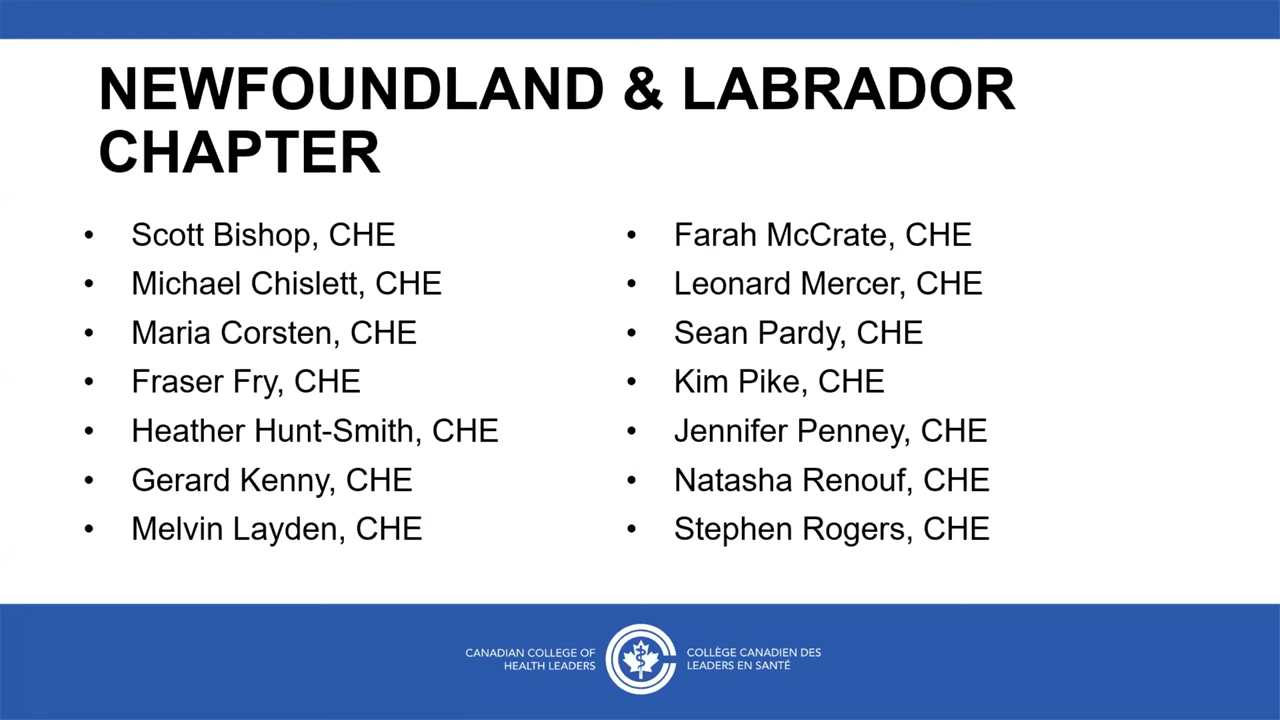 NEWFOUNDLAND & LABRADOR
CHAPTER
• Scott Bishop, CHE
• Michael Chislett, CHE
• Maria Corsten, CHE
• Fraser Fry, CHE
• Heather Hunt-Smith, CHE
• Gerard Kenny, CHE
• Melvin Layden, CHE
• Farah McCrate, CHE
• Leonard Mercer, CHE
• Sean Pardy, CHE
• Kim Pike, CHE
• Jennifer Penney, CHE
• Natasha Renouf, CHE
• Stephen Rogers, CHE
CANADIAN COLLEGE OF
HEALTH LEADERS
COLLÈGE CANADIEN DES
LEADERS EN SANTÉ